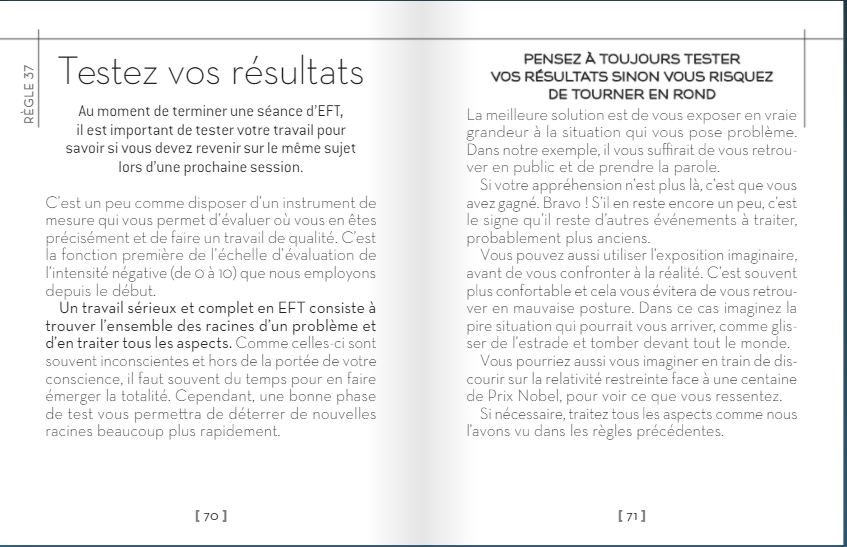 RÈGLE 37
Testez vos résultats
Au moment de terminer une séance d'EFT,
il est important de tester votre travail pour
savoir si vous devez revenir sur le même sujet
lors d'une prochaine session.
C'est un peu comme disposer d'un instrument de
mesure qui vous permet d'évaluer où vous en êtes
précisément et de faire un travail de qualité. C'est
la fonction première de l'échelle d'évaluation de
l'intensité négative (de 0 à 10) que nous employons
depuis le début.
Un travail sérieux et complet en EFT consiste à
trouver l'ensemble des racines d'un problème et
d'en traiter tous les aspects. Comme celles-ci sont
souvent inconscientes et hors de la portée de votre
conscience, il faut souvent du temps pour en faire
émerger la totalité. Cependant, une bonne phase
de test vous permettra de déterrer de nouvelles
racines beaucoup plus rapidement.
[ 70 ]
PENSEZ À TOUJOURS TESTER
VOS RÉSULTATS SINON VOUS RISQUEZ
DE TOURNER EN ROND
La meilleure solution est de vous exposer en vraie
grandeur à la situation qui vous pose problème.
Dans notre exemple, il vous suffirait de vous retrou-
ver en public et de prendre la parole.
Si votre appréhension n'est plus là, c'est que vous
avez gagné. Bravo ! S'il en reste encore un peu, c'est
le signe qu'il reste d'autres événements à traiter,
probablement plus anciens.
Vous pouvez aussi utiliser l'exposition imaginaire,
avant de vous confronter à la réalité. C'est souvent
plus confortable et cela vous évitera de vous retrou-
ver en mauvaise posture. Dans ce cas imaginez la
pire situation qui pourrait vous arriver, comme glis-
ser de l'estrade et tomber devant tout le monde.
Vous pourriez aussi vous imaginer en train de dis-
courir sur la relativité restreinte face à une centaine
de Prix Nobel, pour voir ce que vous ressentez.
Si nécessaire, traitez tous les aspects comme nous
l'avons vu dans les règles précédentes.
[ 71 ]